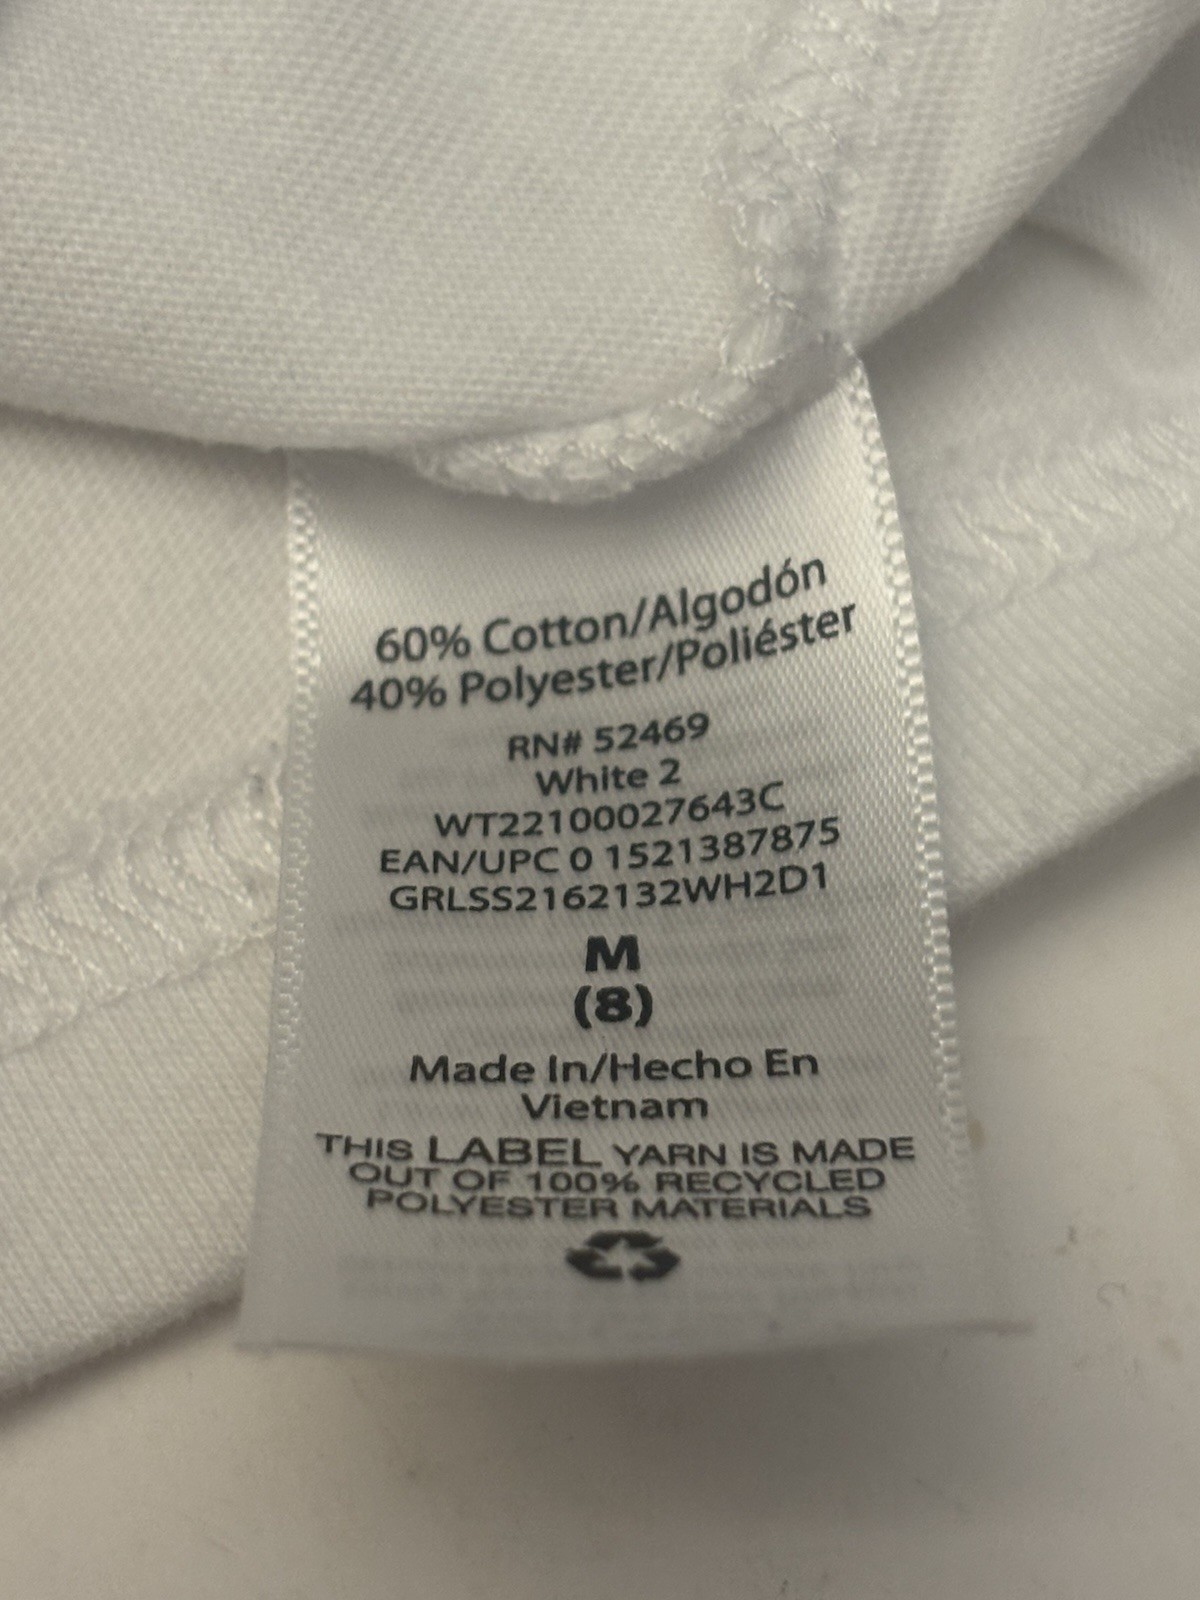 60% Cotton/Algodón
40% Polyester/Poliéster
RN# 52469
White 2
WT22100027643C
EAN/UPC 0 1521387875
GRLSS2162132WH2D1
M
(8)
Made In/Hecho En
Vietnam
THIS LABEL YARN IS MADE
OUT OF 100% RECYCLED
POLYESTER MATERIALS